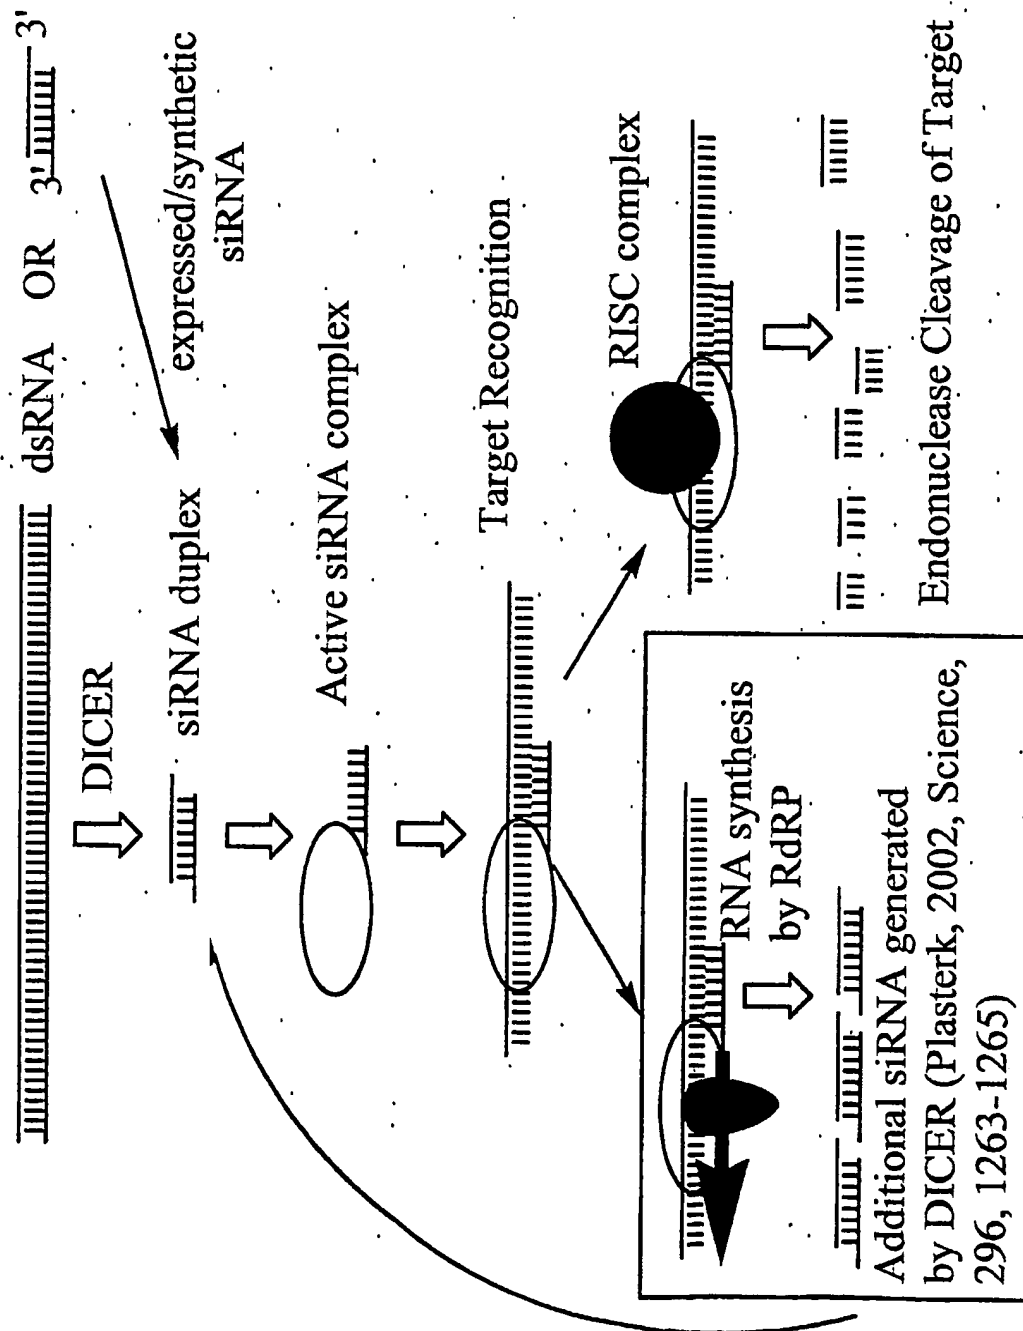 dsRNA OR 3' 3'
DICER
expressed/synthetic
siRNA
siRNA duplex
Active siRNA complex
Target Recognition
RISC complex
Endonuclease Cleavage of Target
RNA synthesis
by RdRP
Additional siRNA generated
by DICER (Plasterk, 2002, Science,
296, 1263-1265)